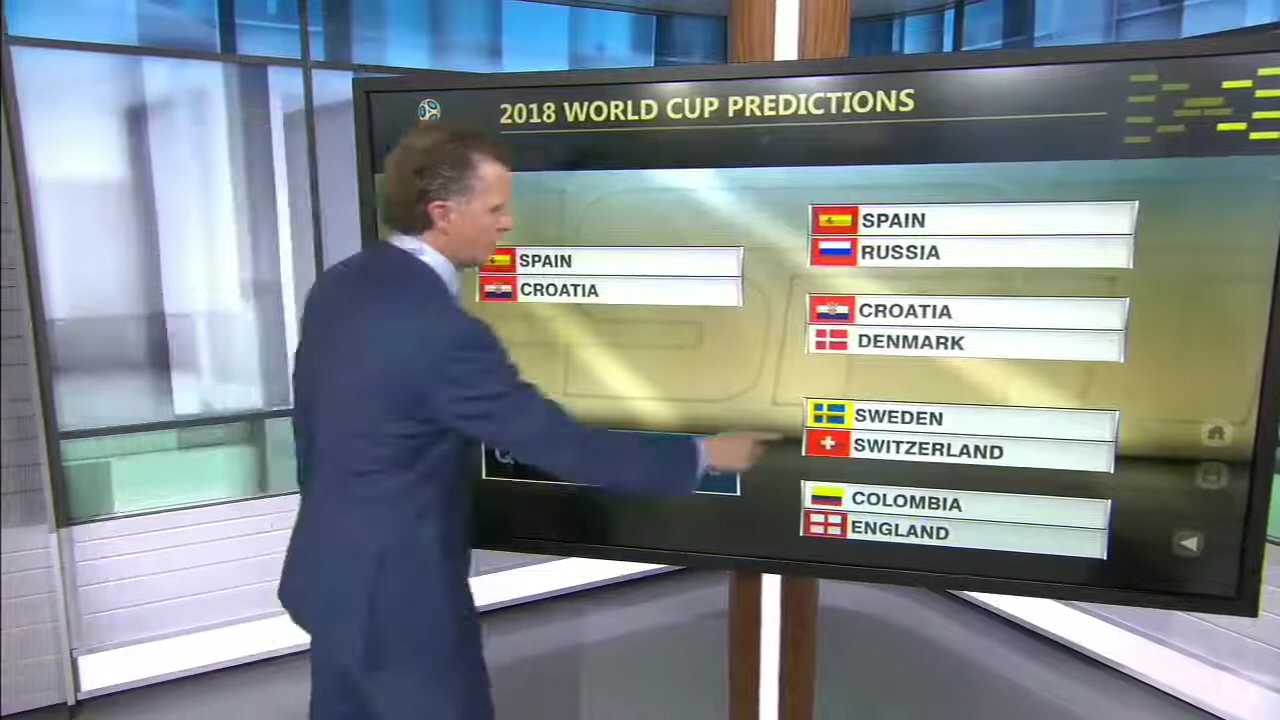 2018 WORLD CUP PREDICTIONS
SPAIN
CROATIA
SPAIN
RUSSIA
CROATIA
DENMARK
SWEDEN
SWITZERLAND
COLOMBIA
ENGLAND